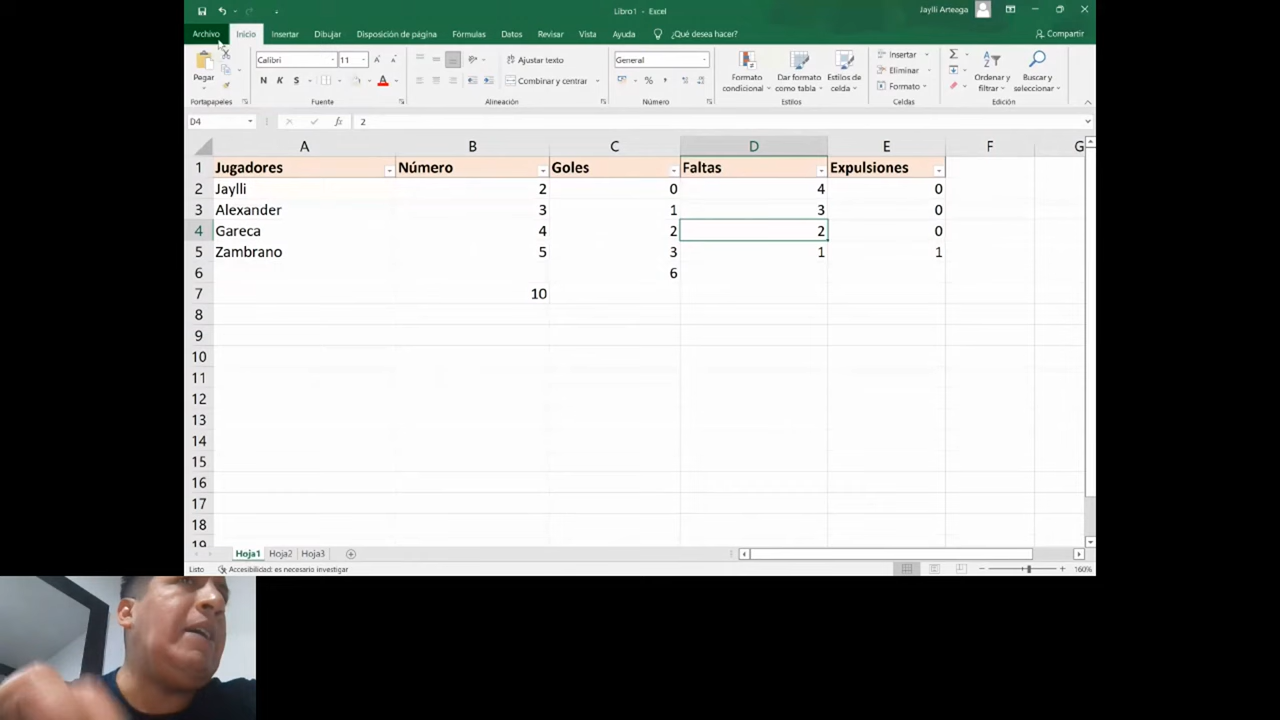 Libro1 - Excel
Jaylli Arteaga
Archivo Inicio Insertar Dibujar Disposición de página Fórmulas Datos Revisar Vista Ayuda ¿Qué desea hacer? Compartir
Pegar
Calibri 11
N K S
Ajustar texto
Combinar y centrar
General
% 000
Formato condicional
Dar formato como tabla
Estilos de celda
Insertar
Eliminar
Formato
Ordenar y filtrar
Buscar y seleccionar
Portapapeles Fuente Alineación Número Estilos Celdas Edición
D4 fx 2
A B C D E F G
1 Jugadores Número Goles Faltas Expulsiones
2 Jaylli 2 0 4 0
3 Alexander 3 1 3 0
4 Gareca 4 2 2 0
5 Zambrano 5 3 1 1
6 6
7 10
8
9
10
11
12
13
14
15
16
17
18
19
Hoja1 Hoja2 Hoja3
Listo Accesibilidad: es necesario investigar 160%